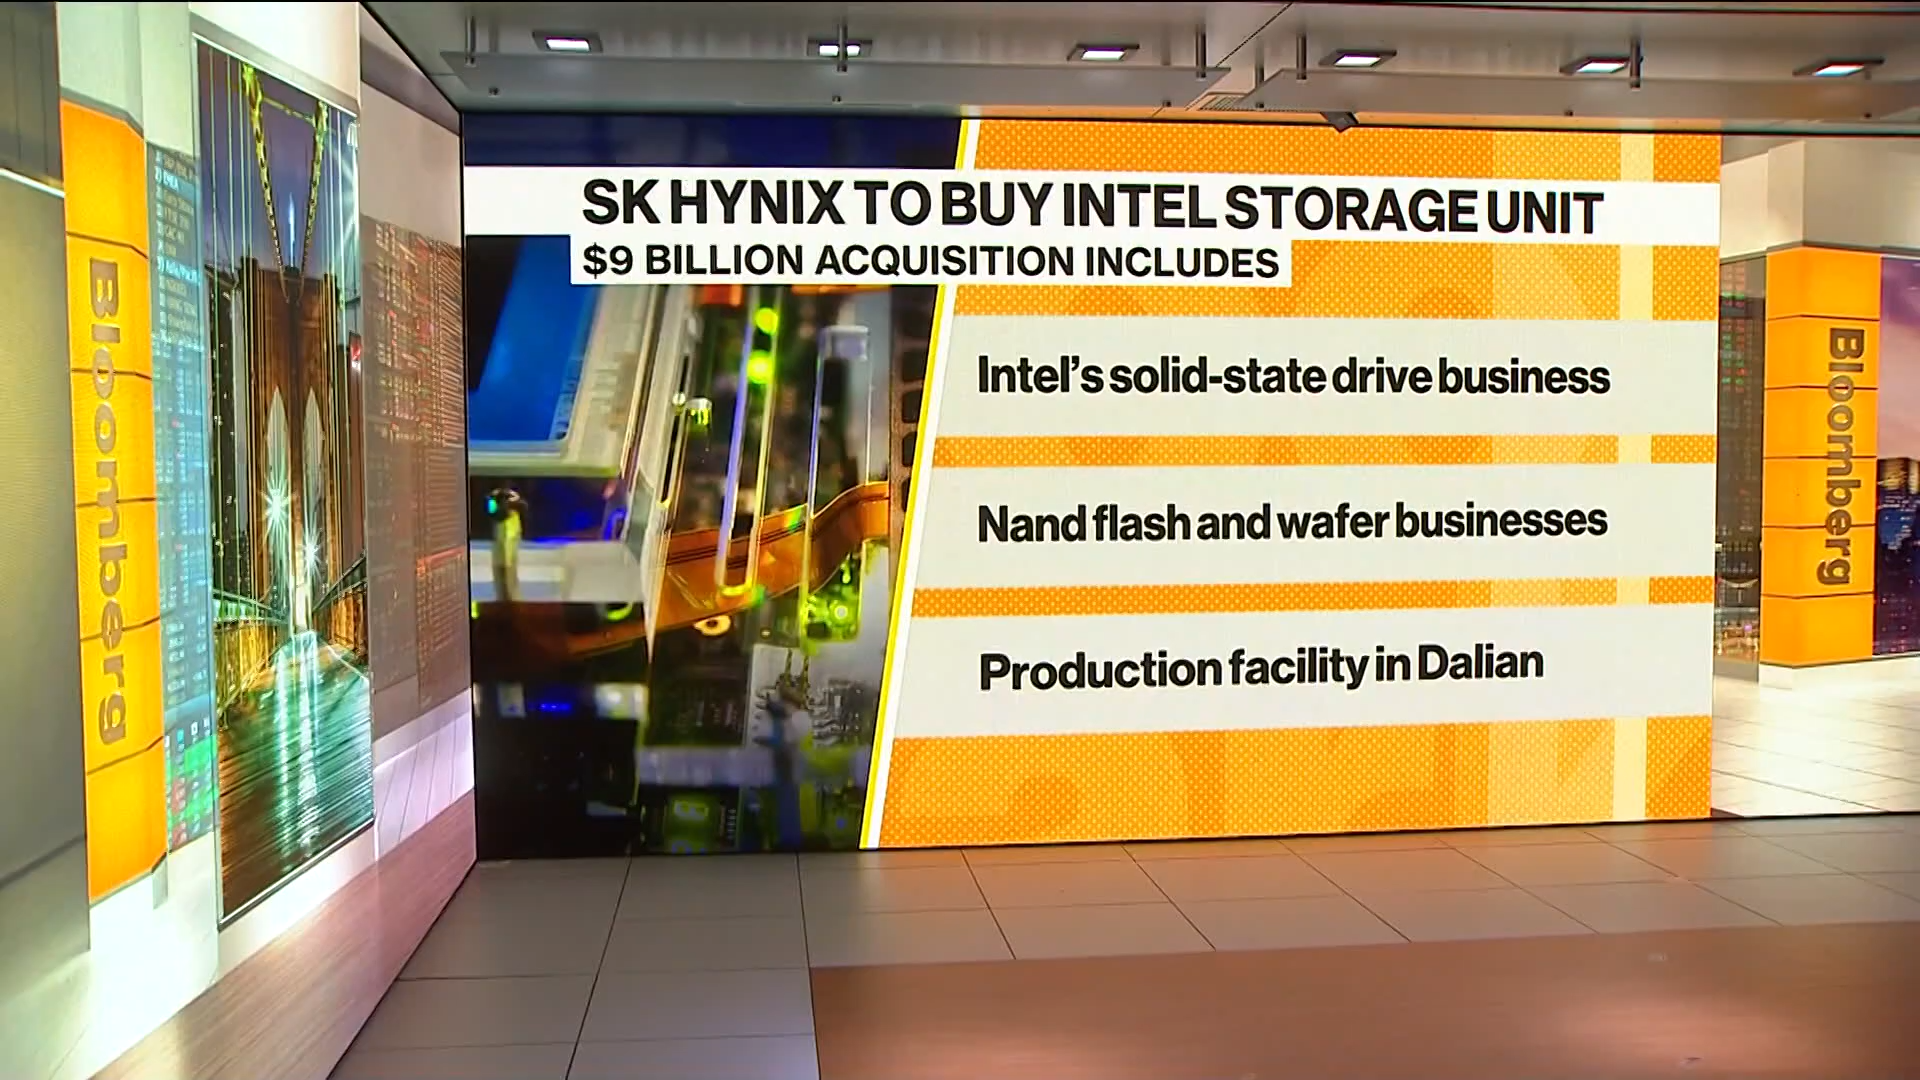 SK HYNIX TO BUY INTEL STORAGE UNIT
$9 BILLION ACQUISITION INCLUDES
Intel's solid-state drive business
Nand flash and wafer businesses
Production facility in Dalian
Bloomberg
Bloomberg